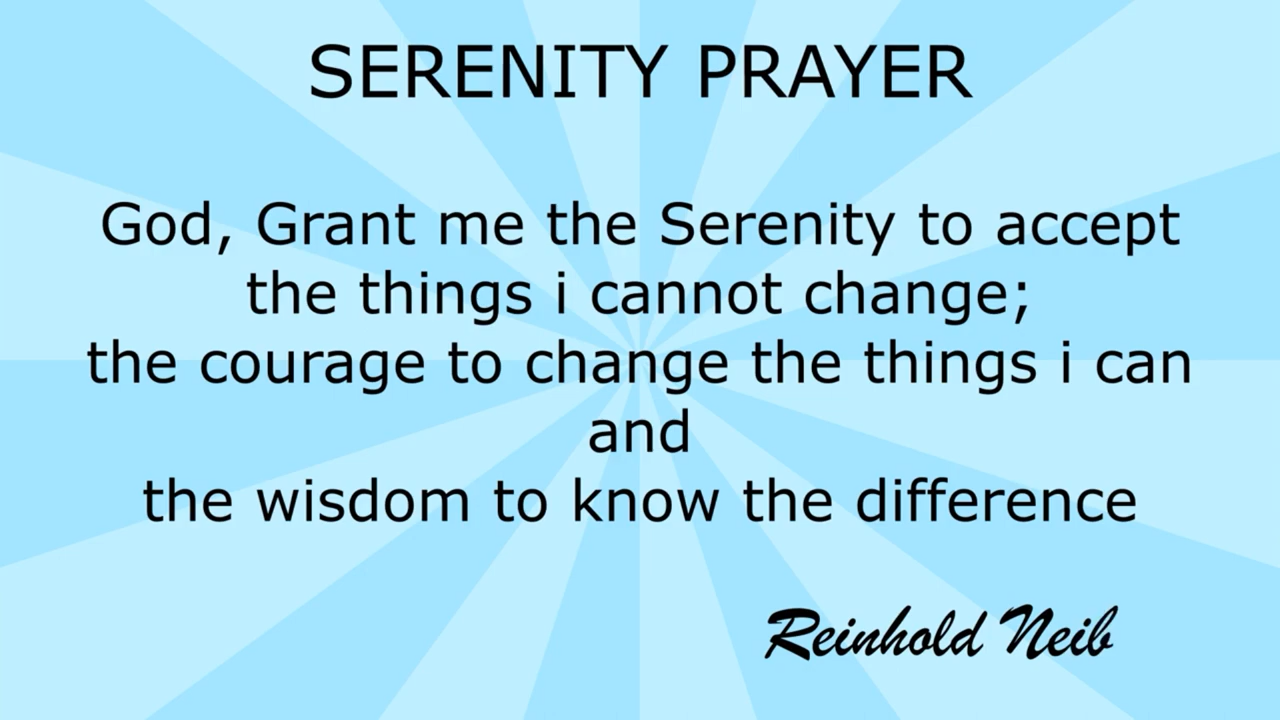 SERENITY PRAYER
God, Grant me the Serenity to accept
the things i cannot change;
the courage to change the things i can
and
the wisdom to know the difference
Reinhold Neib